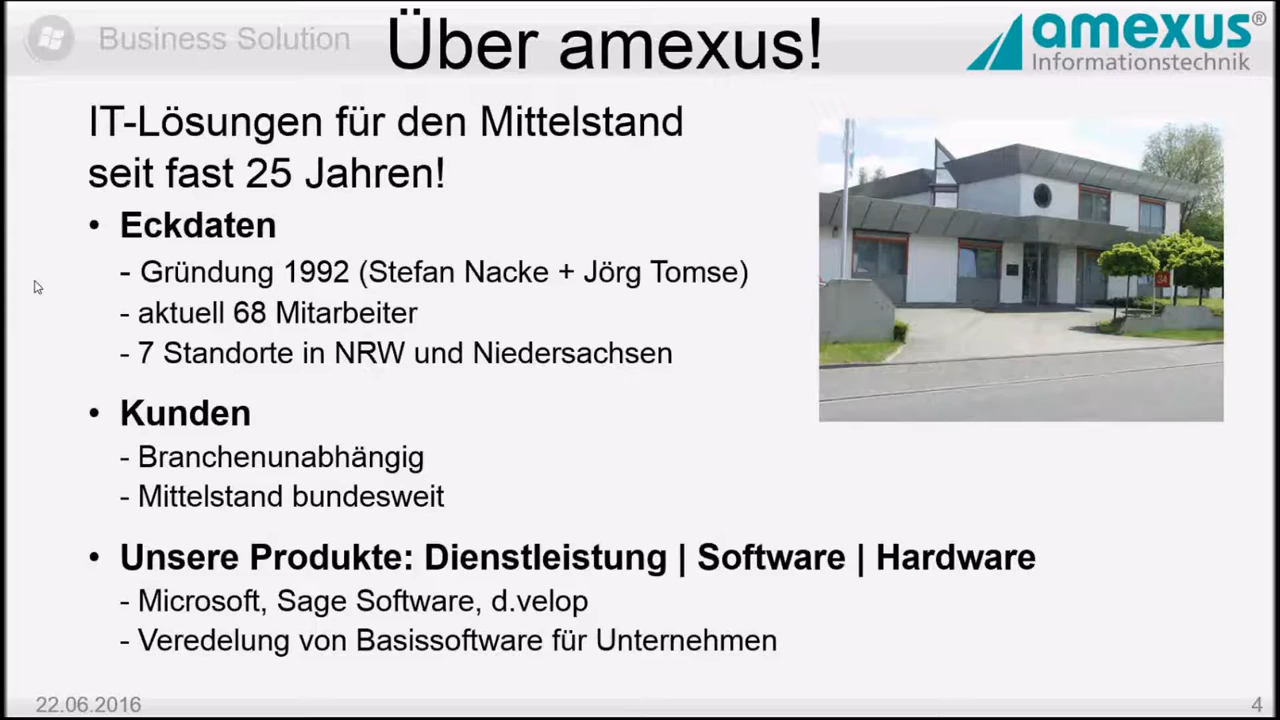 Business Solution
Über amexus!
amexus®
Informationstechnik
IT-Lösungen für den Mittelstand
seit fast 25 Jahren!
• Eckdaten
- Gründung 1992 (Stefan Nacke + Jörg Tomse)
- aktuell 68 Mitarbeiter
- 7 Standorte in NRW und Niedersachsen
• Kunden
- Branchenunabhängig
- Mittelstand bundesweit
• Unsere Produkte: Dienstleistung | Software | Hardware
- Microsoft, Sage Software, d.velop
- Veredelung von Basissoftware für Unternehmen
22.06.2016
4